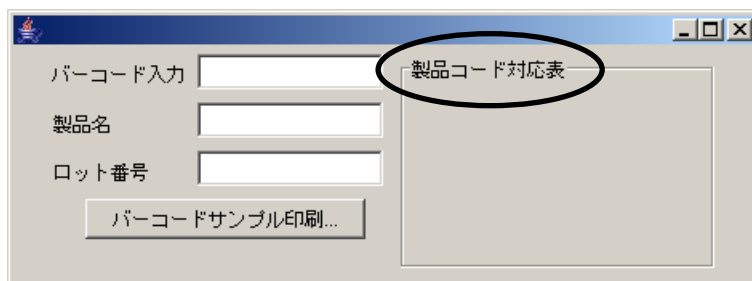 バーコード入力
製品名
ロット番号
バーコードサンプル印刷...
製品コード対応表